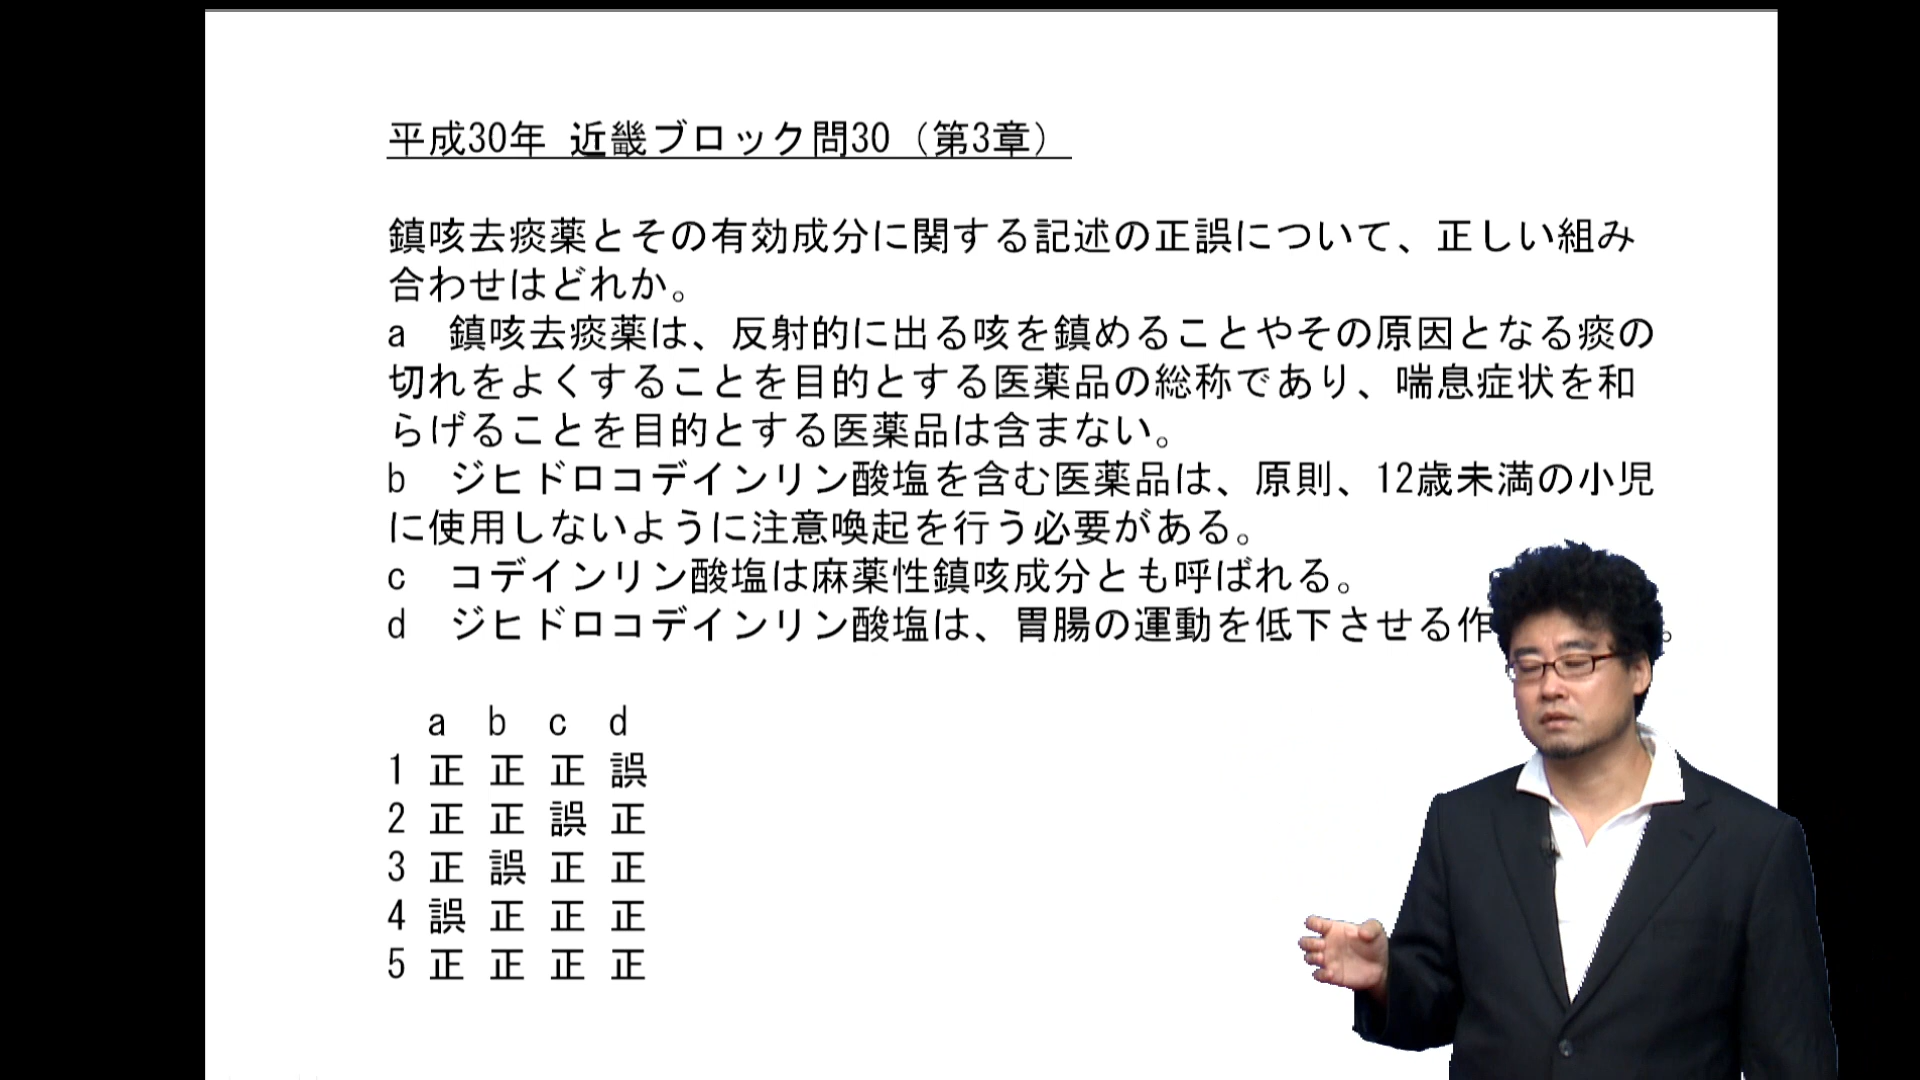 平成30年 近畿ブロック問30（第3章）
鎮咳去痰薬とその有効成分に関する記述の正誤について、正しい組み
合わせはどれか。
a　鎮咳去痰薬は、反射的に出る咳を鎮めることやその原因となる痰の
切れをよくすることを目的とする医薬品の総称であり、喘息症状を和
らげることを目的とする医薬品は含まない。
b　ジヒドロコデインリン酸塩を含む医薬品は、原則、12歳未満の小児
に使用しないように注意喚起を行う必要がある。
c　コデインリン酸塩は麻薬性鎮咳成分とも呼ばれる。
d　ジヒドロコデインリン酸塩は、胃腸の運動を低下させる作
a b c d
1 正 正 正 誤
2 正 正 誤 正
3 正 誤 正 正
4 誤 正 正 正
5 正 正 正 正